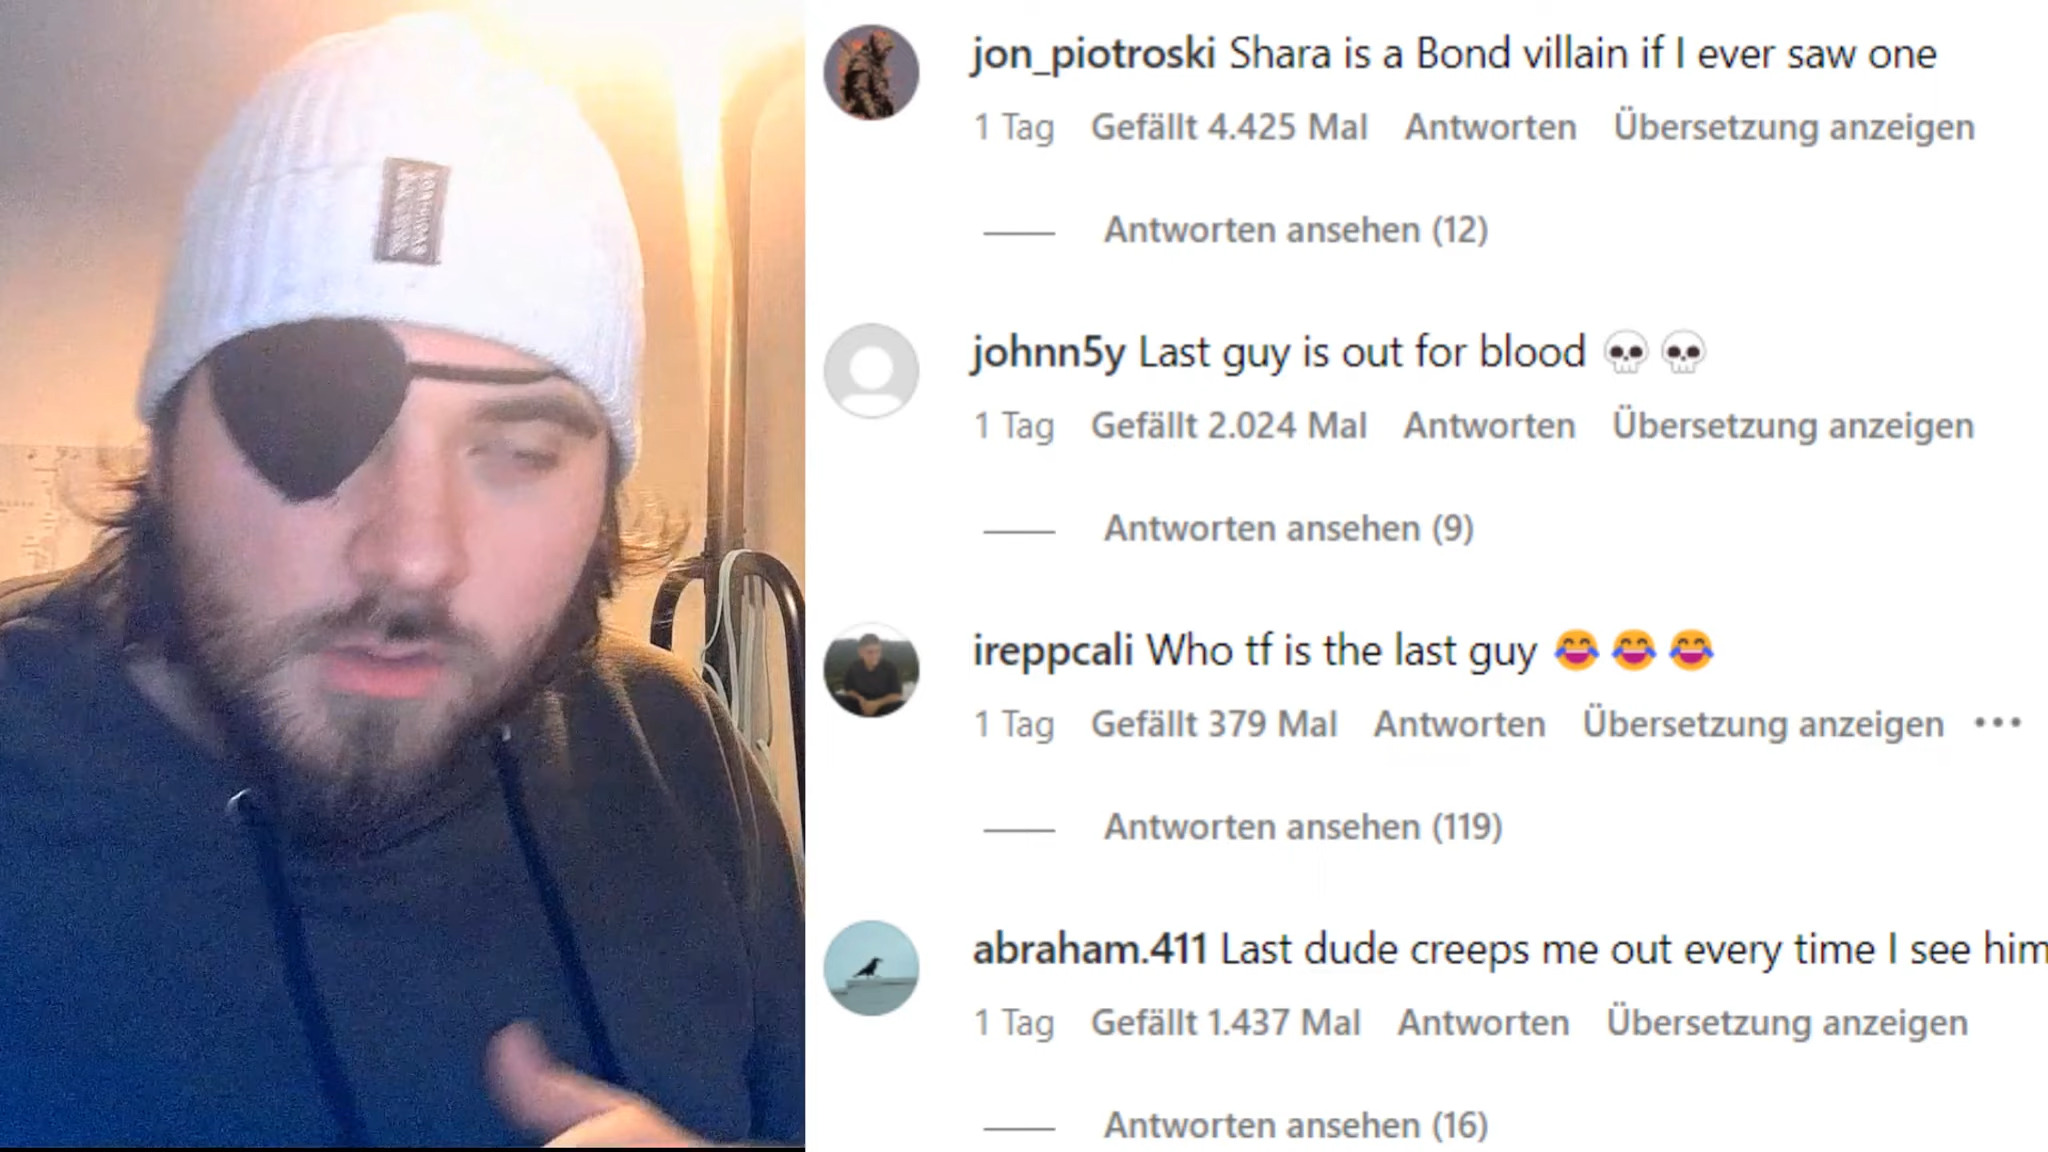 jon_piotroski Shara is a Bond villain if I ever saw one
1 Tag Gefällt 4.425 Mal Antworten Übersetzung anzeigen
Antworten ansehen (12)
johnn5y Last guy is out for blood 💀💀
1 Tag Gefällt 2.024 Mal Antworten Übersetzung anzeigen
Antworten ansehen (9)
ireppcali Who tf is the last guy 😂😂😂
1 Tag Gefällt 379 Mal Antworten Übersetzung anzeigen •••
Antworten ansehen (119)
abraham.411 Last dude creeps me out every time I see him
1 Tag Gefällt 1.437 Mal Antworten Übersetzung anzeigen
Antworten ansehen (16)